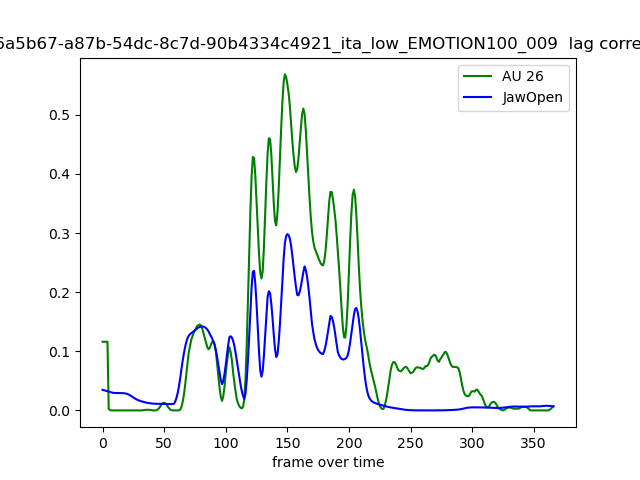 6a5b67-a87b-54dc-8c7d-90b4334c4921_ita_low_EMOTION100_009 lag corre
AU 26
JawOpen
0.5
0.4
0.3
0.2
0.1
0.0
0 50 100 150 200 250 300 350
frame over time